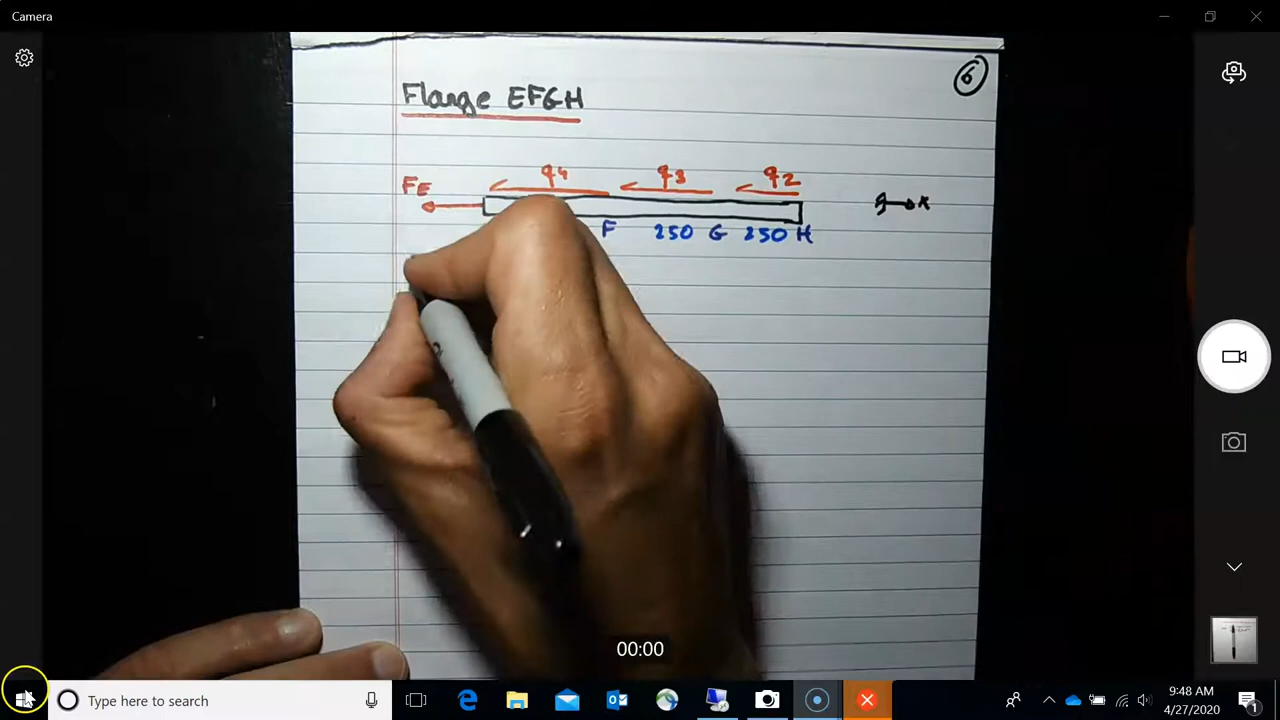 Camera
6
Flange EFGH
q4 q3 q2
FE
x
F 250 G 250 H
00:00
Type here to search
9:48 AM
4/27/2020
1